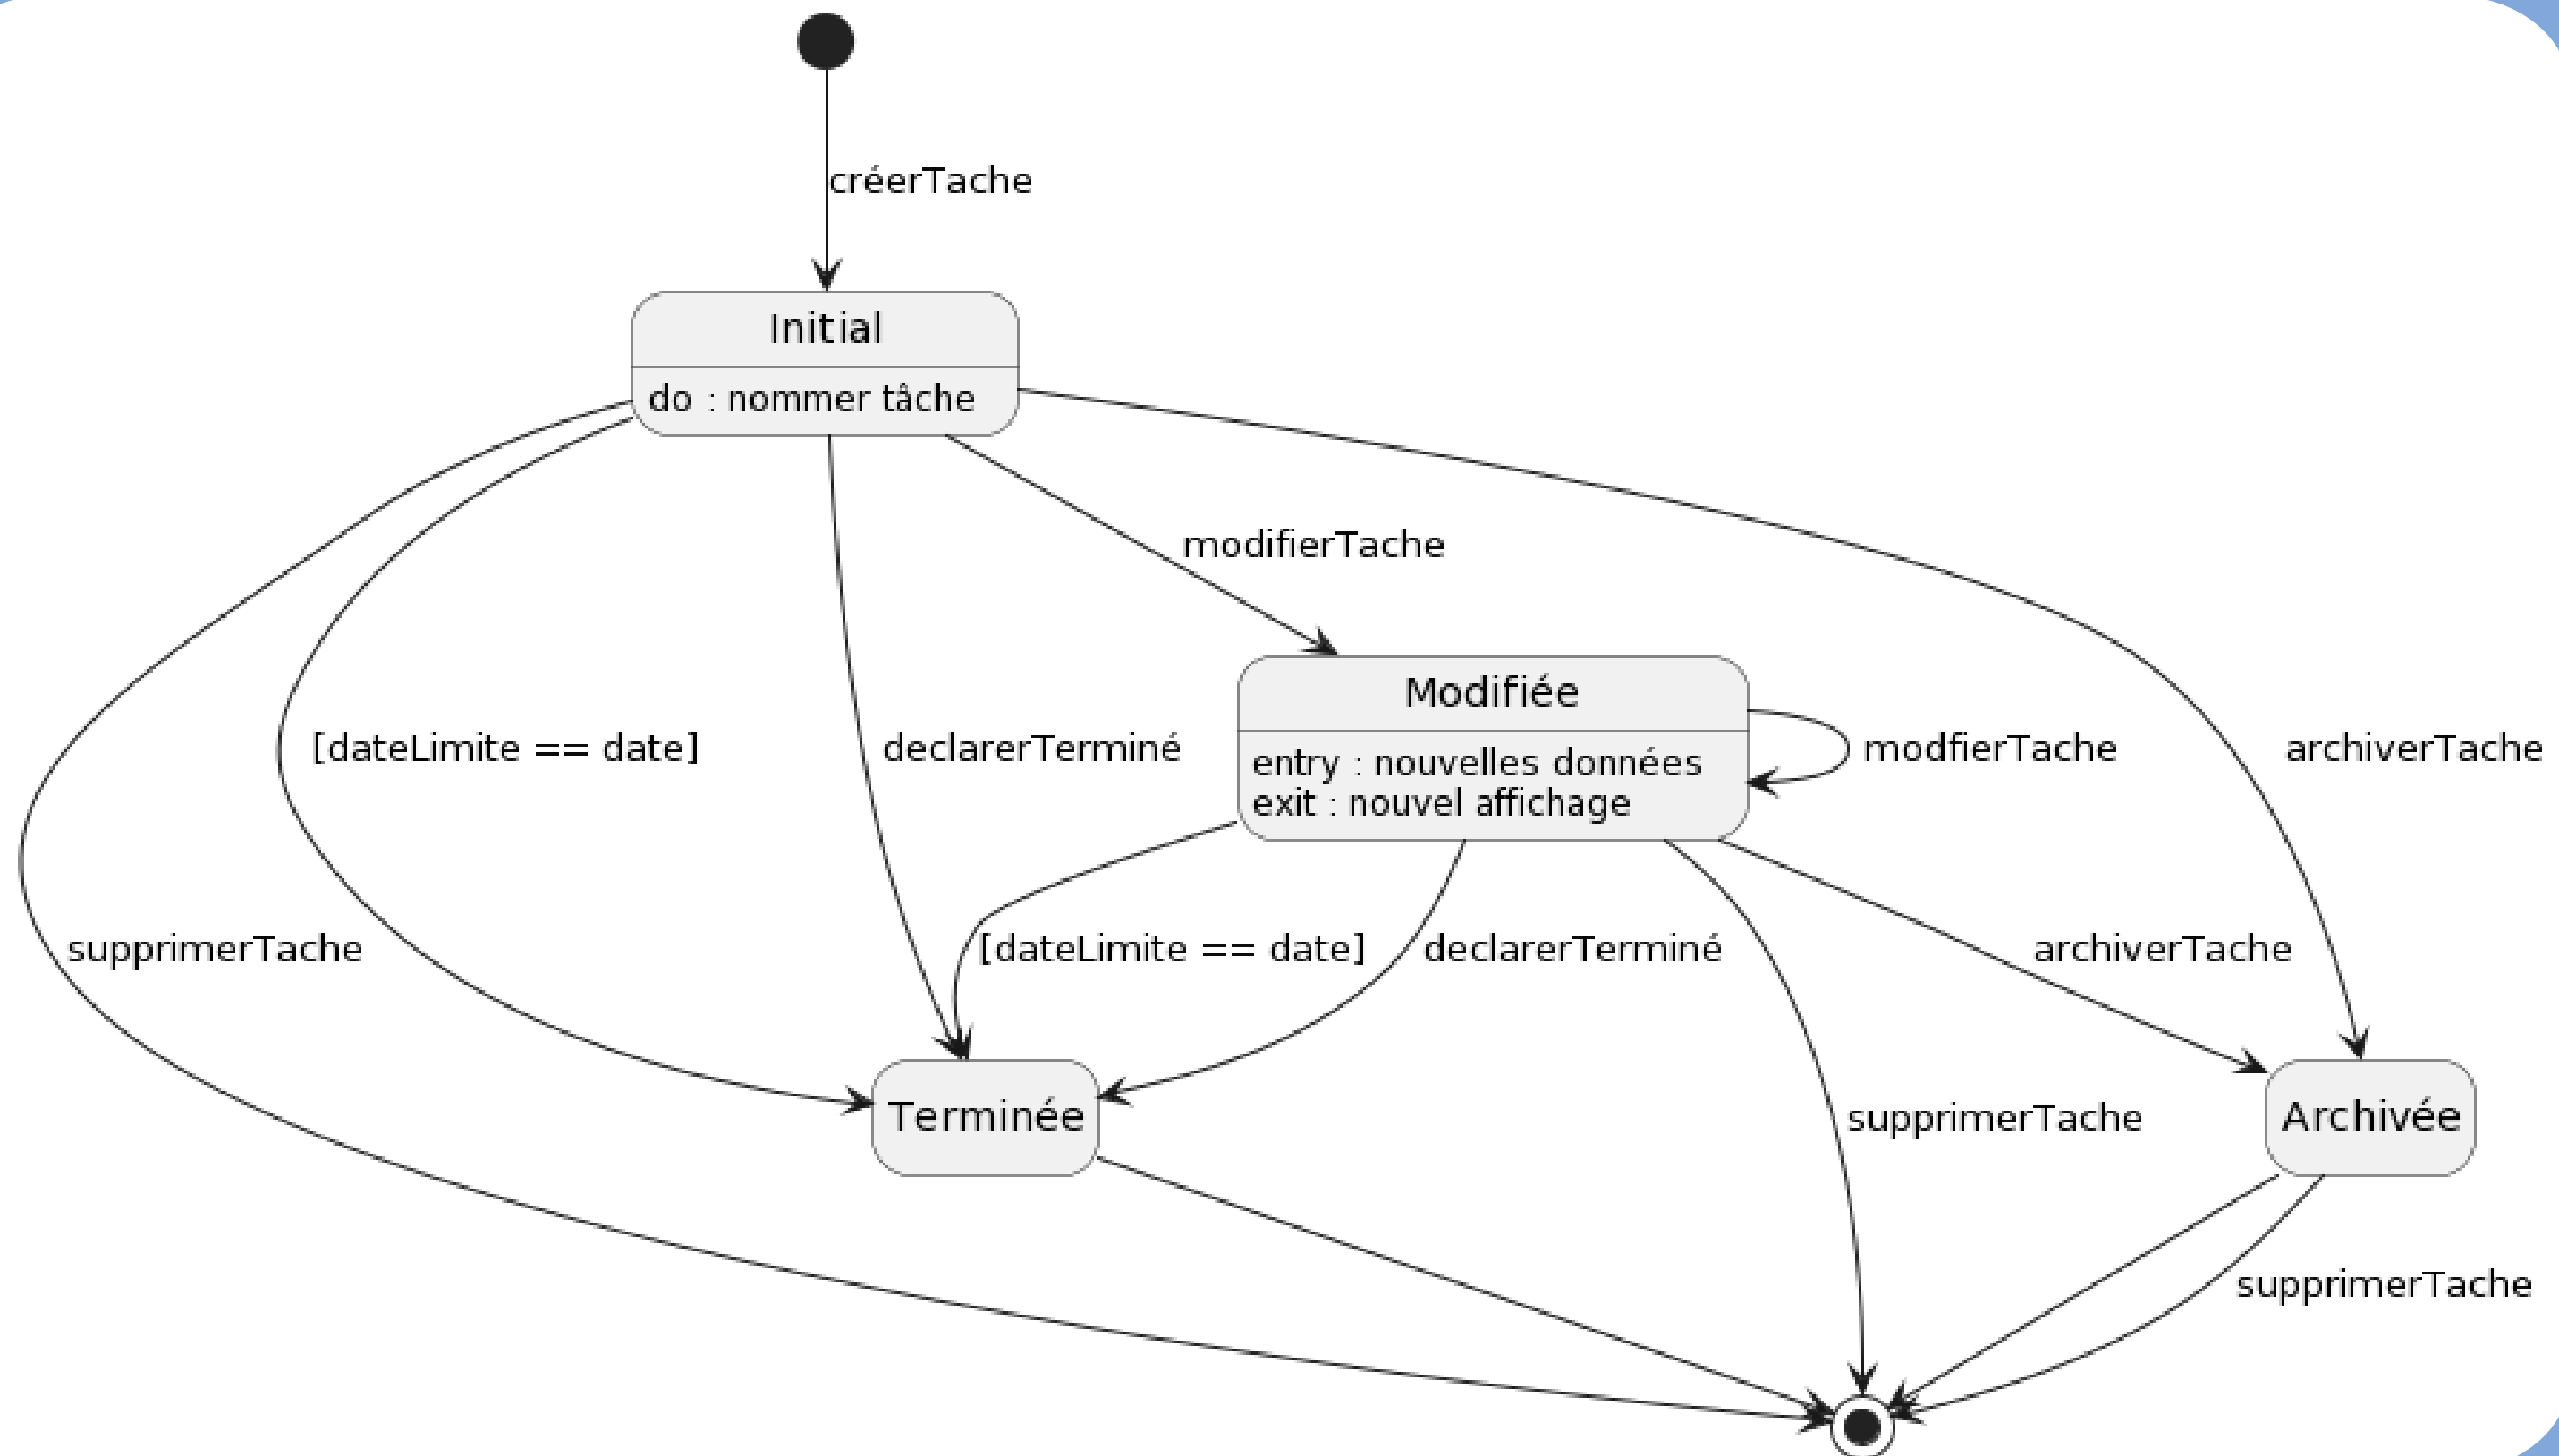 créerTache
Initial
do : nommer tâche
modifierTache
[dateLimite == date]
declarerTerminé
Modifiée
entry : nouvelles données
exit : nouvel affichage
modfierTache
archiverTache
supprimerTache
[dateLimite == date]
declarerTerminé
archiverTache
Terminée
supprimerTache
Archivée
supprimerTache